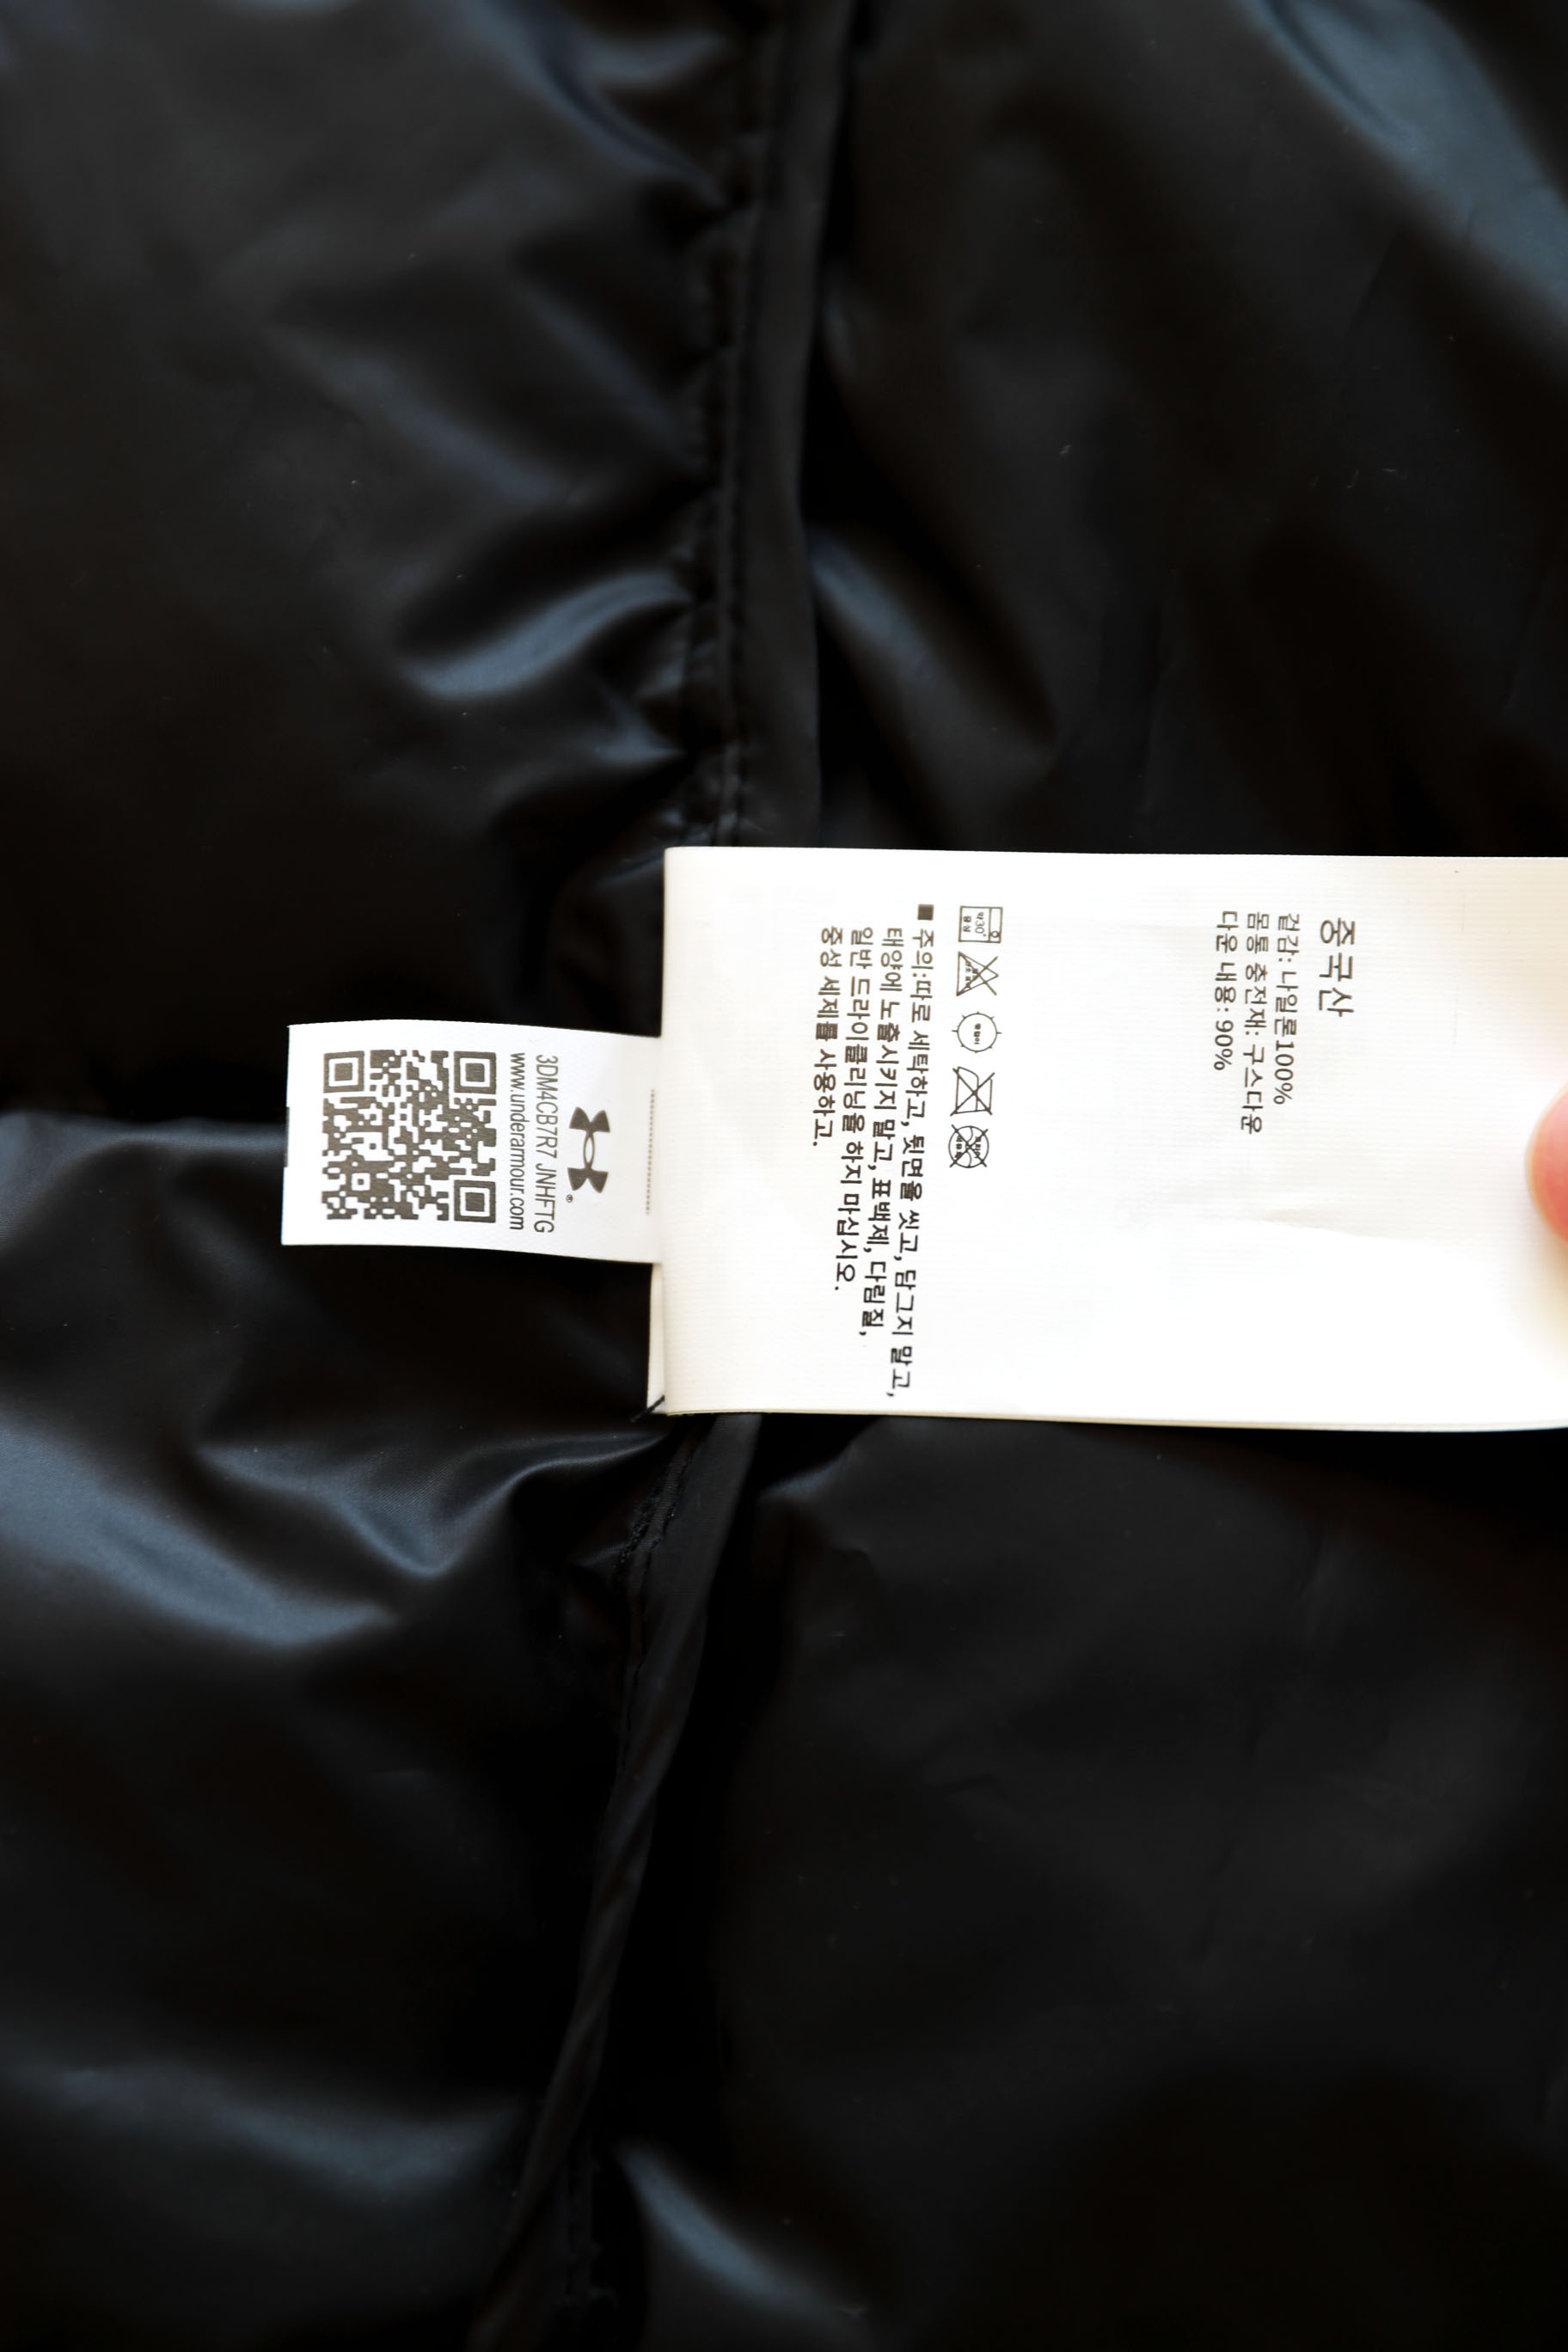 중국산
겉감: 나일론100%
몸통 충전재: 구스다운
다운 내용: 90%
■ 주의:따로 세탁하고, 뒷면을 씻고, 담그지 말고,
태양에 노출시키지 말고, 표백제, 다림질,
일반 드라이클리닝을 하지 마십시오.
중성 세제를 사용하고.
®
3DM4CB7R7 JNHFTG
www.underarmour.com